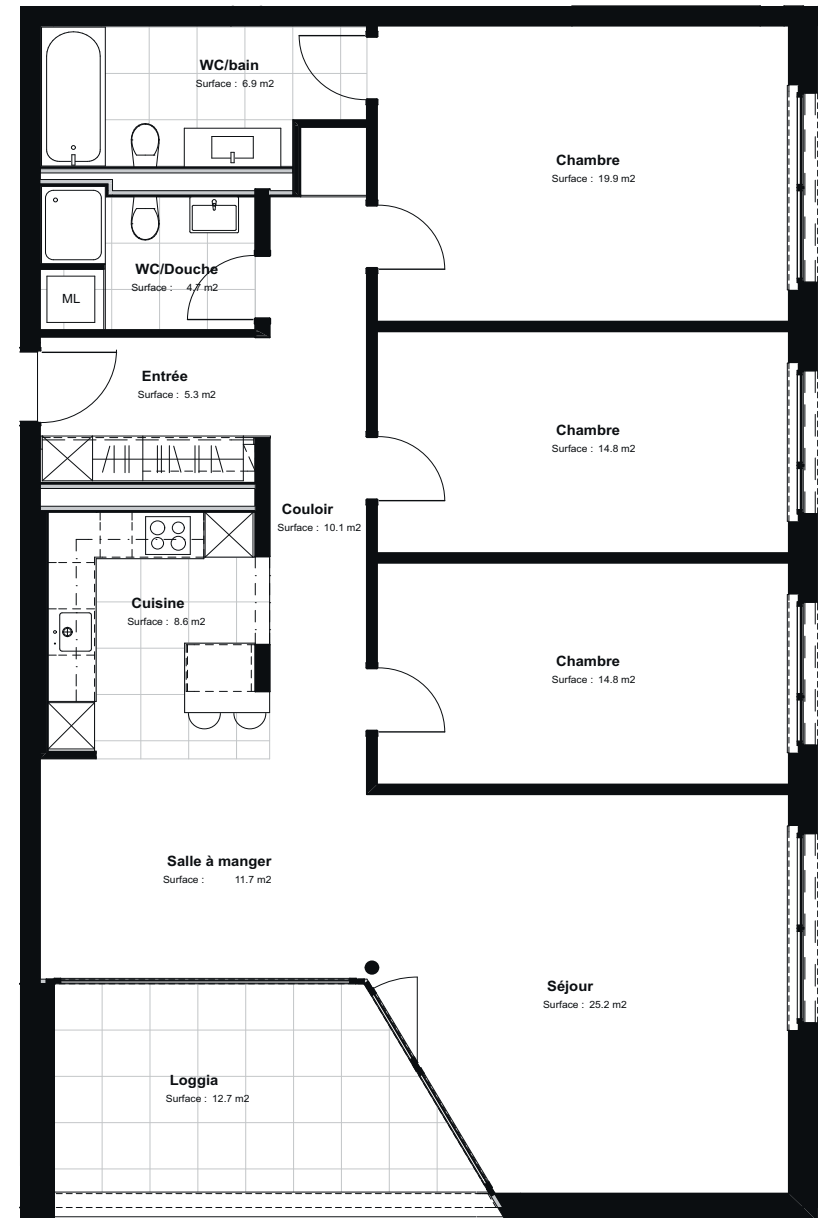 WC/bain
Surface : 6.9 m2
Chambre
Surface : 19.9 m2
WC/Douche
Surface : 4.7 m2
ML
Entrée
Surface : 5.3 m2
Chambre
Surface : 14.8 m2
Couloir
Surface : 10.1 m2
Cuisine
Surface : 8.6 m2
Chambre
Surface : 14.8 m2
Salle à manger
Surface : 11.7 m2
Séjour
Surface : 25.2 m2
Loggia
Surface : 12.7 m2